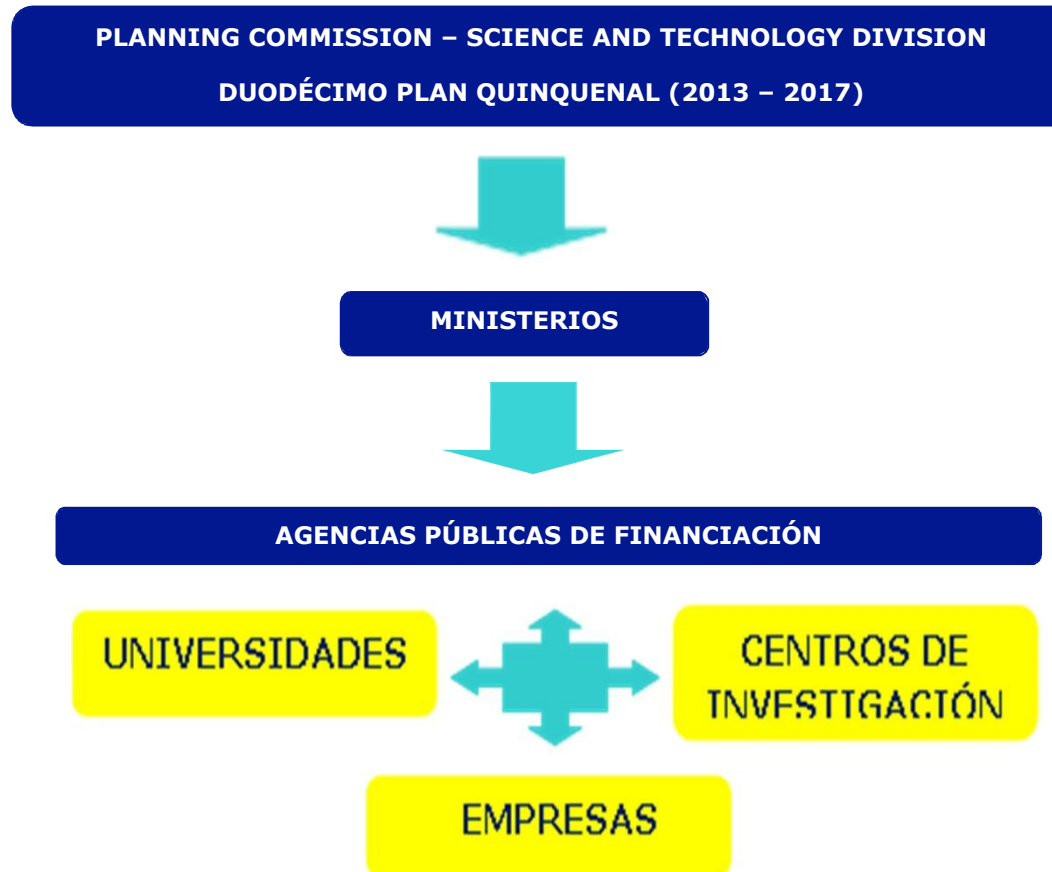 PLANNING COMMISSION – SCIENCE AND TECHNOLOGY DIVISION
DUODÉCIMO PLAN QUINQUENAL (2013 – 2017)
MINISTERIOS
AGENCIAS PÚBLICAS DE FINANCIACIÓN
UNIVERSIDADES
CENTROS DE
INVESTIGACIÓN
EMPRESAS